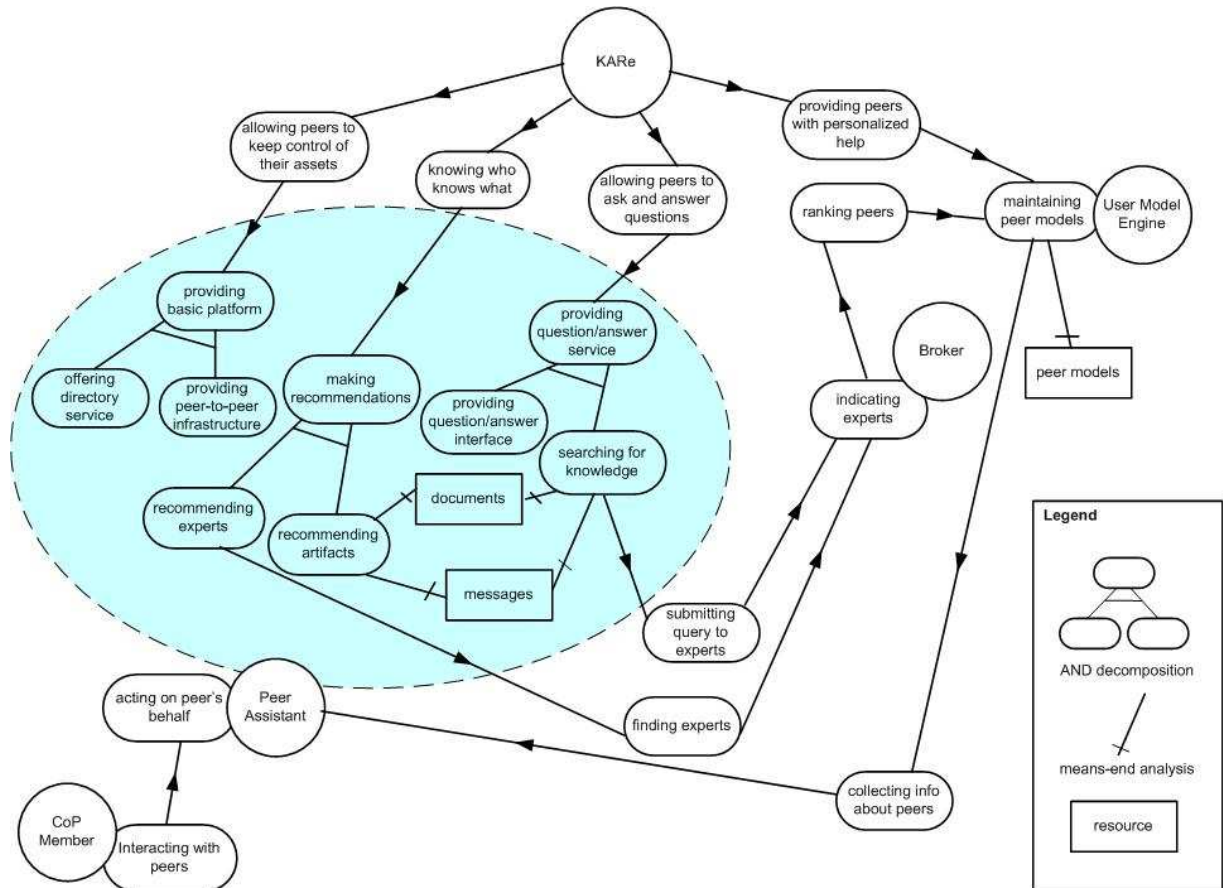 KARe
allowing peers to
keep control of
their assets
providing peers
with personalized
help
knowing who
knows what
allowing peers to
ask and answer
questions
ranking peers
maintaining
peer models
User Model
Engine
providing
basic platform
providing
question/answer
service
Broker
offering
directory
service
providing
peer-to-peer
infrastructure
making
recommendations
providing
question/answer
interface
indicating
experts
peer models
searching for
knowledge
documents
recommending
experts
recommending
artifacts
messages
submitting
query to
experts
acting on peer's
behalf
Peer
Assistant
finding experts
collecting info
about peers
CoP
Member
Interacting with
peers
Legend
AND decomposition
means-end analysis
resource